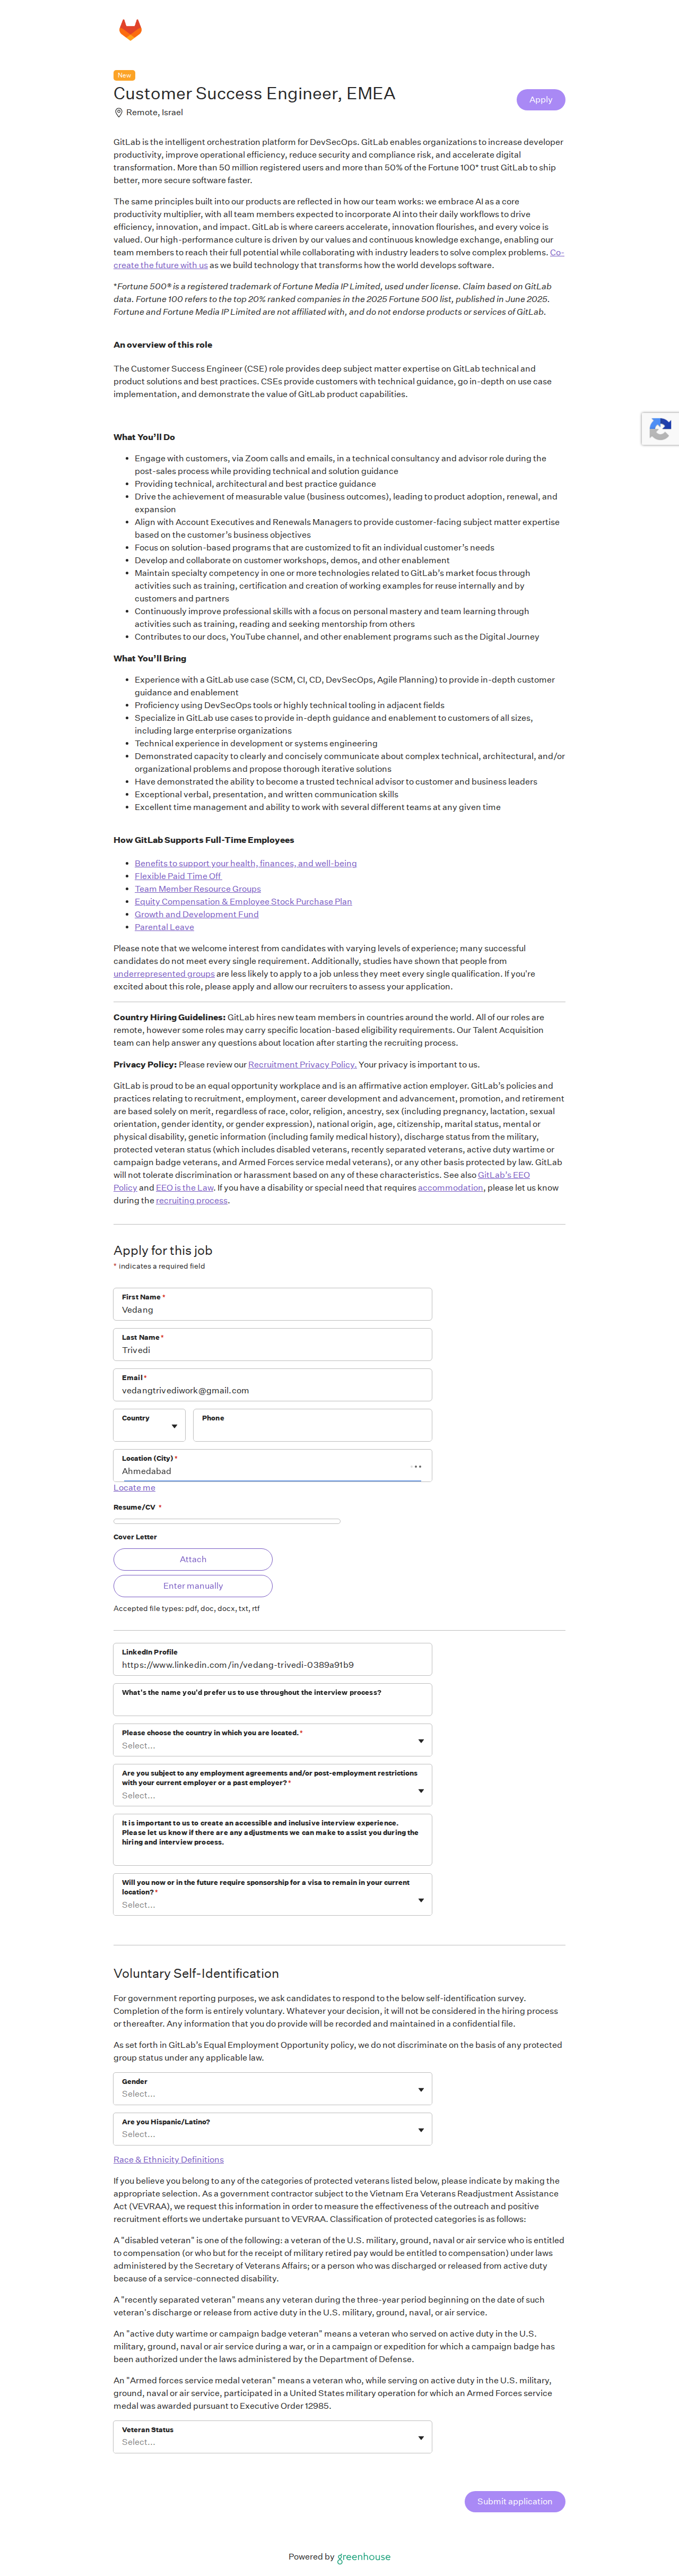 New
Customer Success Engineer, EMEA
Apply
Remote, Israel
GitLab is the intelligent orchestration platform for DevSecOps. GitLab enables organizations to increase developer
productivity, improve operational efficiency, reduce security and compliance risk, and accelerate digital
transformation. More than 50 million registered users and more than 50% of the Fortune 100* trust GitLab to ship
better, more secure software faster.
The same principles built into our products are reflected in how our team works: we embrace AI as a core
productivity multiplier, with all team members expected to incorporate AI into their daily workflows to drive
efficiency, innovation, and impact. GitLab is where careers accelerate, innovation flourishes, and every voice is
valued. Our high-performance culture is driven by our values and continuous knowledge exchange, enabling our
team members to reach their full potential while collaborating with industry leaders to solve complex problems. Co-
create the future with us as we build technology that transforms how the world develops software.
*Fortune 500® is a registered trademark of Fortune Media IP Limited, used under license. Claim based on GitLab
data. Fortune 100 refers to the top 20% ranked companies in the 2025 Fortune 500 list, published in June 2025.
Fortune and Fortune Media IP Limited are not affiliated with, and do not endorse products or services of GitLab.
An overview of this role
The Customer Success Engineer (CSE) role provides deep subject matter expertise on GitLab technical and
product solutions and best practices. CSEs provide customers with technical guidance, go in-depth on use case
implementation, and demonstrate the value of GitLab product capabilities.
What You'll Do
• Engage with customers, via Zoom calls and emails, in a technical consultancy and advisor role during the
post-sales process while providing technical and solution guidance
• Providing technical, architectural and best practice guidance
• Drive the achievement of measurable value (business outcomes), leading to product adoption, renewal, and
expansion
• Align with Account Executives and Renewals Managers to provide customer-facing subject matter expertise
based on the customer's business objectives
• Focus on solution-based programs that are customized to fit an individual customer's needs
• Develop and collaborate on customer workshops, demos, and other enablement
• Maintain specialty competency in one or more technologies related to GitLab's market focus through
activities such as training, certification and creation of working examples for reuse internally and by
customers and partners
• Continuously improve professional skills with a focus on personal mastery and team learning through
activities such as training, reading and seeking mentorship from others
• Contributes to our docs, YouTube channel, and other enablement programs such as the Digital Journey
What You'll Bring
• Experience with a GitLab use case (SCM, CI, CD, DevSecOps, Agile Planning) to provide in-depth customer
guidance and enablement
• Proficiency using DevSecOps tools or highly technical tooling in adjacent fields
• Specialize in GitLab use cases to provide in-depth guidance and enablement to customers of all sizes,
including large enterprise organizations
• Technical experience in development or systems engineering
• Demonstrated capacity to clearly and concisely communicate about complex technical, architectural, and/or
organizational problems and propose thorough iterative solutions
• Have demonstrated the ability to become a trusted technical advisor to customer and business leaders
• Exceptional verbal, presentation, and written communication skills
• Excellent time management and ability to work with several different teams at any given time
How GitLab Supports Full-Time Employees
• Benefits to support your health, finances, and well-being
• Flexible Paid Time Off
• Team Member Resource Groups
• Equity Compensation & Employee Stock Purchase Plan
• Growth and Development Fund
• Parental Leave
Please note that we welcome interest from candidates with varying levels of experience; many successful
candidates do not meet every single requirement. Additionally, studies have shown that people from
underrepresented groups are less likely to apply to a job unless they meet every single qualification. If you're
excited about this role, please apply and allow our recruiters to assess your application.
Country Hiring Guidelines: GitLab hires new team members in countries around the world. All of our roles are
remote, however some roles may carry specific location-based eligibility requirements. Our Talent Acquisition
team can help answer any questions about location after starting the recruiting process.
Privacy Policy: Please review our Recruitment Privacy Policy. Your privacy is important to us.
GitLab is proud to be an equal opportunity workplace and is an affirmative action employer. GitLab's policies and
practices relating to recruitment, employment, career development and advancement, promotion, and retirement
are based solely on merit, regardless of race, color, religion, ancestry, sex (including pregnancy, lactation, sexual
orientation, gender identity, or gender expression), national origin, age, citizenship, marital status, mental or
physical disability, genetic information (including family medical history), discharge status from the military,
protected veteran status (which includes disabled veterans, recently separated veterans, active duty wartime or
campaign badge veterans, and Armed Forces service medal veterans), or any other basis protected by law. GitLab
will not tolerate discrimination or harassment based on any of these characteristics. See also GitLab's EEO
Policy and EEO is the Law. If you have a disability or special need that requires accommodation, please let us know
during the recruiting process.
Apply for this job
* indicates a required field
First Name *
Vedang
Last Name *
Trivedi
Email *
vedangtrivediwork@gmail.com
Country
Phone
Location (City) *
Ahmedabad
Locate me
Resume/CV *
Cover Letter
Attach
Enter manually
Accepted file types: pdf, doc, docx, txt, rtf
LinkedIn Profile
https://www.linkedin.com/in/vedang-trivedi-0389a91b9
What's the name you'd prefer us to use throughout the interview process?
Please choose the country in which you are located. *
Select...
Are you subject to any employment agreements and/or post-employment restrictions
with your current employer or a past employer? *
Select...
It is important to us to create an accessible and inclusive interview experience.
Please let us know if there are any adjustments we can make to assist you during the
hiring and interview process.
Will you now or in the future require sponsorship for a visa to remain in your current
location? *
Select...
Voluntary Self-Identification
For government reporting purposes, we ask candidates to respond to the below self-identification survey.
Completion of the form is entirely voluntary. Whatever your decision, it will not be considered in the hiring process
or thereafter. Any information that you do provide will be recorded and maintained in a confidential file.
As set forth in GitLab's Equal Employment Opportunity policy, we do not discriminate on the basis of any protected
group status under any applicable law.
Gender
Select...
Are you Hispanic/Latino?
Select...
Race & Ethnicity Definitions
If you believe you belong to any of the categories of protected veterans listed below, please indicate by making the
appropriate selection. As a government contractor subject to the Vietnam Era Veterans Readjustment Assistance
Act (VEVRAA), we request this information in order to measure the effectiveness of the outreach and positive
recruitment efforts we undertake pursuant to VEVRAA. Classification of protected categories is as follows:
A "disabled veteran" is one of the following: a veteran of the U.S. military, ground, naval or air service who is entitled
to compensation (or who but for the receipt of military retired pay would be entitled to compensation) under laws
administered by the Secretary of Veterans Affairs; or a person who was discharged or released from active duty
because of a service-connected disability.
A "recently separated veteran" means any veteran during the three-year period beginning on the date of such
veteran's discharge or release from active duty in the U.S. military, ground, naval, or air service.
An "active duty wartime or campaign badge veteran" means a veteran who served on active duty in the U.S.
military, ground, naval or air service during a war, or in a campaign or expedition for which a campaign badge has
been authorized under the laws administered by the Department of Defense.
An "Armed forces service medal veteran" means a veteran who, while serving on active duty in the U.S. military,
ground, naval or air service, participated in a United States military operation for which an Armed Forces service
medal was awarded pursuant to Executive Order 12985.
Veteran Status
Select...
Submit application
Powered by greenhouse